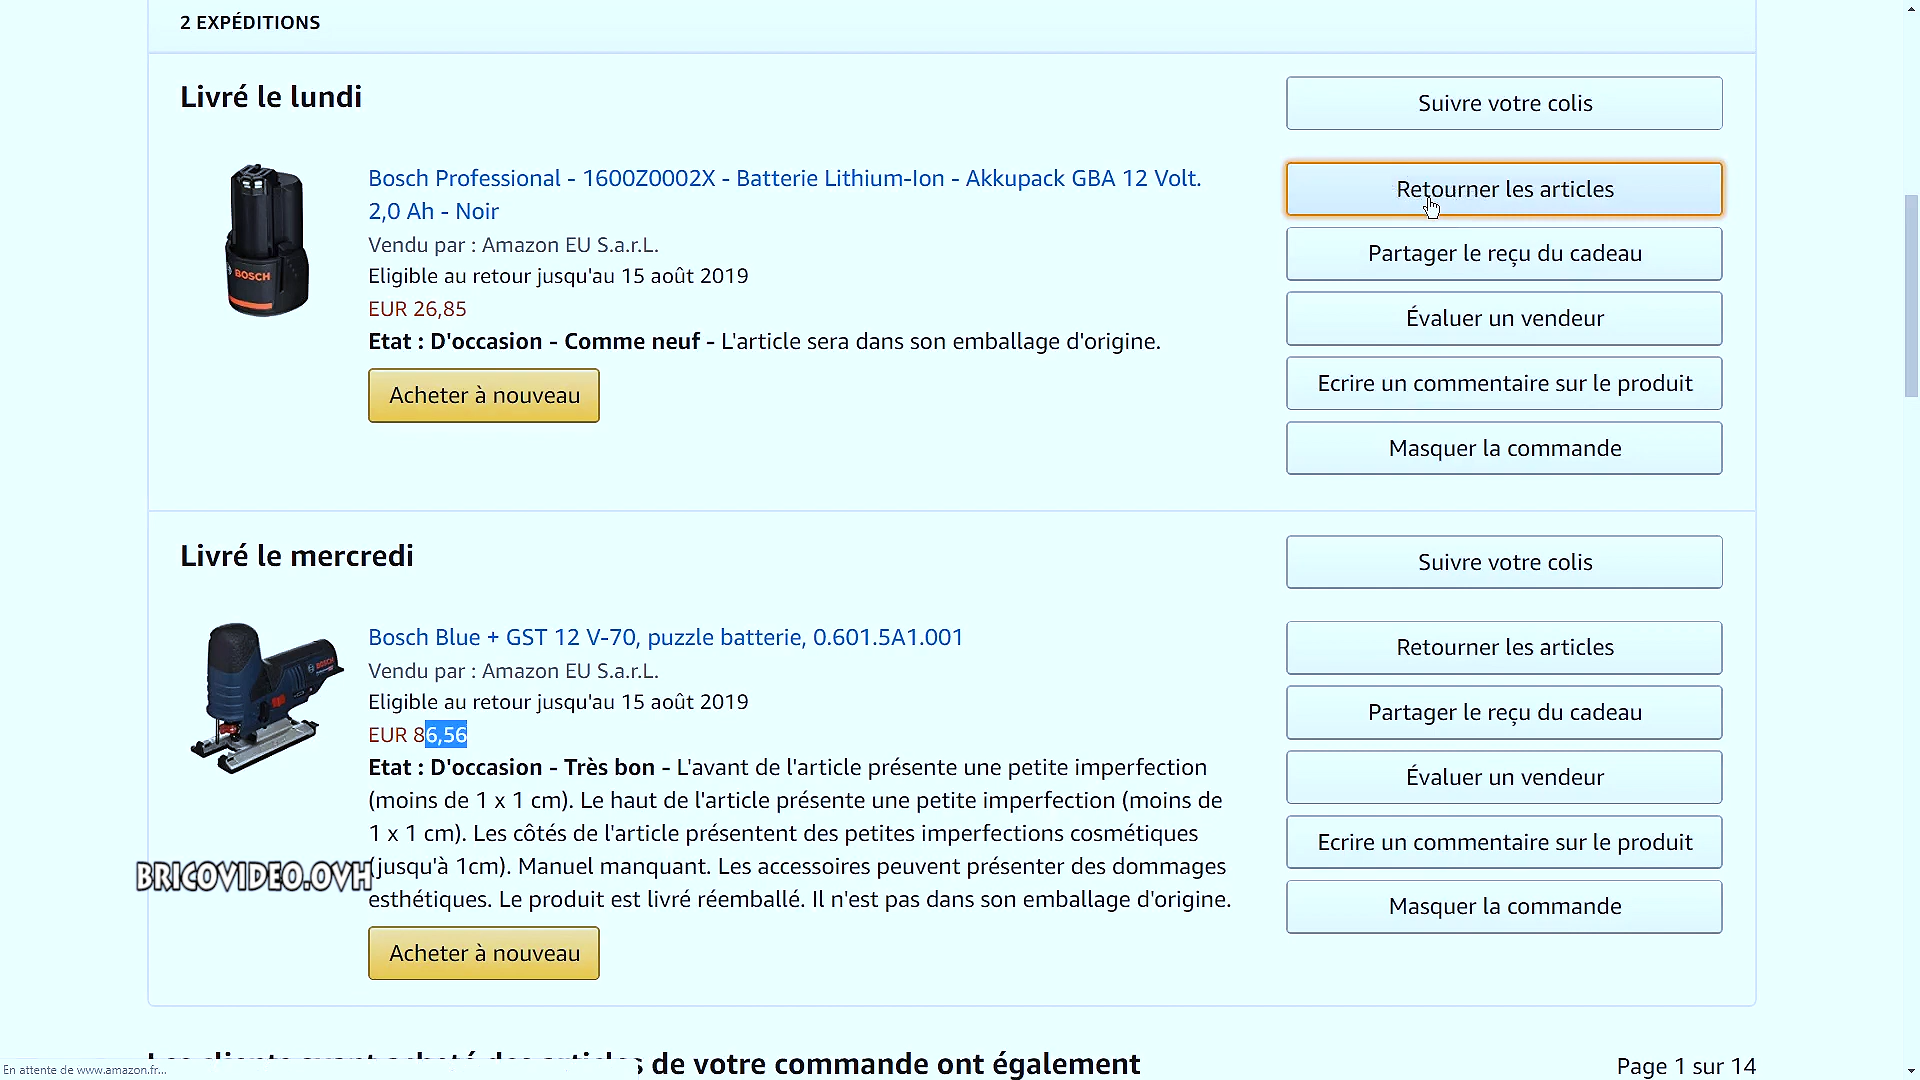 2 EXPÉDITIONS
Livré le lundi
Suivre votre colis
Bosch Professional - 1600Z0002X - Batterie Lithium-Ion - Akkupack GBA 12 Volt.
2,0 Ah - Noir
Vendu par : Amazon EU S.a.r.L.
Eligible au retour jusqu'au 15 août 2019
EUR 26,85
Etat : D'occasion - Comme neuf - L'article sera dans son emballage d'origine.
Acheter à nouveau
Retourner les articles
Partager le reçu du cadeau
Évaluer un vendeur
Ecrire un commentaire sur le produit
Masquer la commande
BOSCH
Livré le mercredi
Suivre votre colis
Bosch Blue + GST 12 V-70, puzzle batterie, 0.601.5A1.001
Vendu par : Amazon EU S.a.r.L.
Eligible au retour jusqu'au 15 août 2019
EUR 86,56
Etat : D'occasion - Très bon - L'avant de l'article présente une petite imperfection
(moins de 1 x 1 cm). Le haut de l'article présente une petite imperfection (moins de
1 x 1 cm). Les côtés de l'article présentent des petites imperfections cosmétiques
(jusqu'à 1cm). Manuel manquant. Les accessoires peuvent présenter des dommages
esthétiques. Le produit est livré réemballé. Il n'est pas dans son emballage d'origine.
Acheter à nouveau
Retourner les articles
Partager le reçu du cadeau
Évaluer un vendeur
Ecrire un commentaire sur le produit
Masquer la commande
BOSCH
BRICOVIDEO.OVH
de votre commande ont également
Page 1 sur 14
En attente de www.amazon.fr...